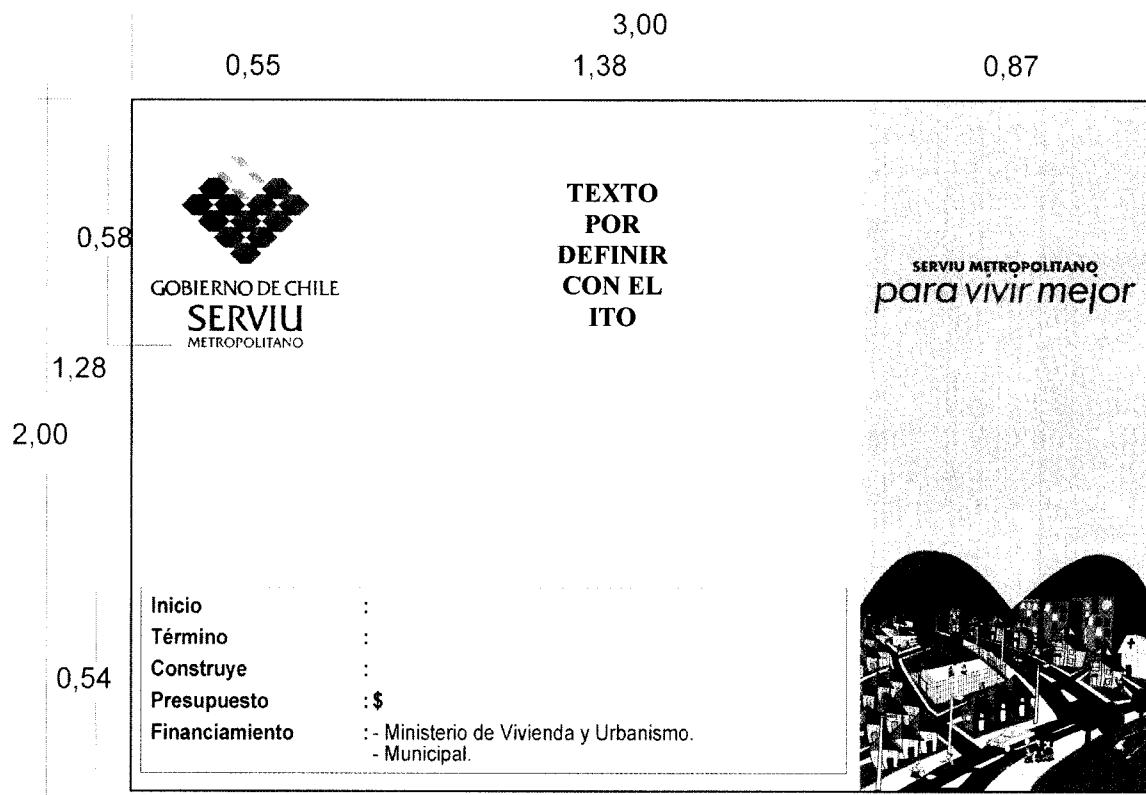 3,00
0,55 1,38 0,87
0,58
1,28
2,00
0,54
GOBIERNO DE CHILE
SERVIU
METROPOLITANO
TEXTO
POR
DEFINIR
CON EL
ITO
SERVIU METROPOLITANO
para vivir mejor
Inicio :
Término :
Construye :
Presupuesto : $
Financiamiento : - Ministerio de Vivienda y Urbanismo.
- Municipal.